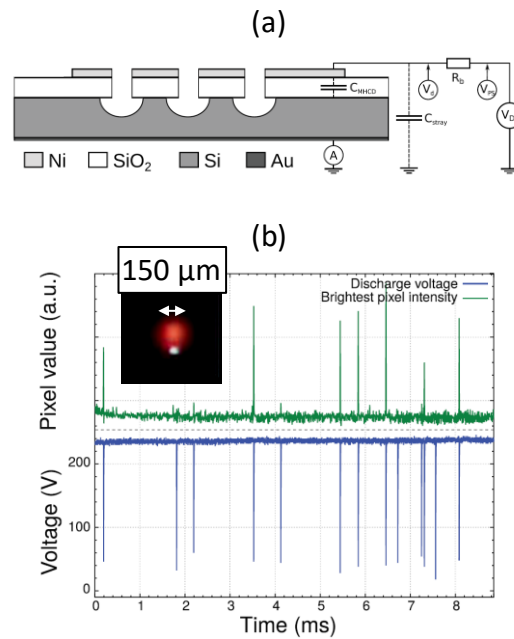 (a)
C_MHCD
C_stray
V_d
R_b
V_PS
V_D
A
Ni SiO₂ Si Au
(b)
150 μm
Discharge voltage
Brightest pixel intensity
Pixel value (a.u.)
Voltage (V)
200
100
0
0 1 2 3 4 5 6 7 8
Time (ms)